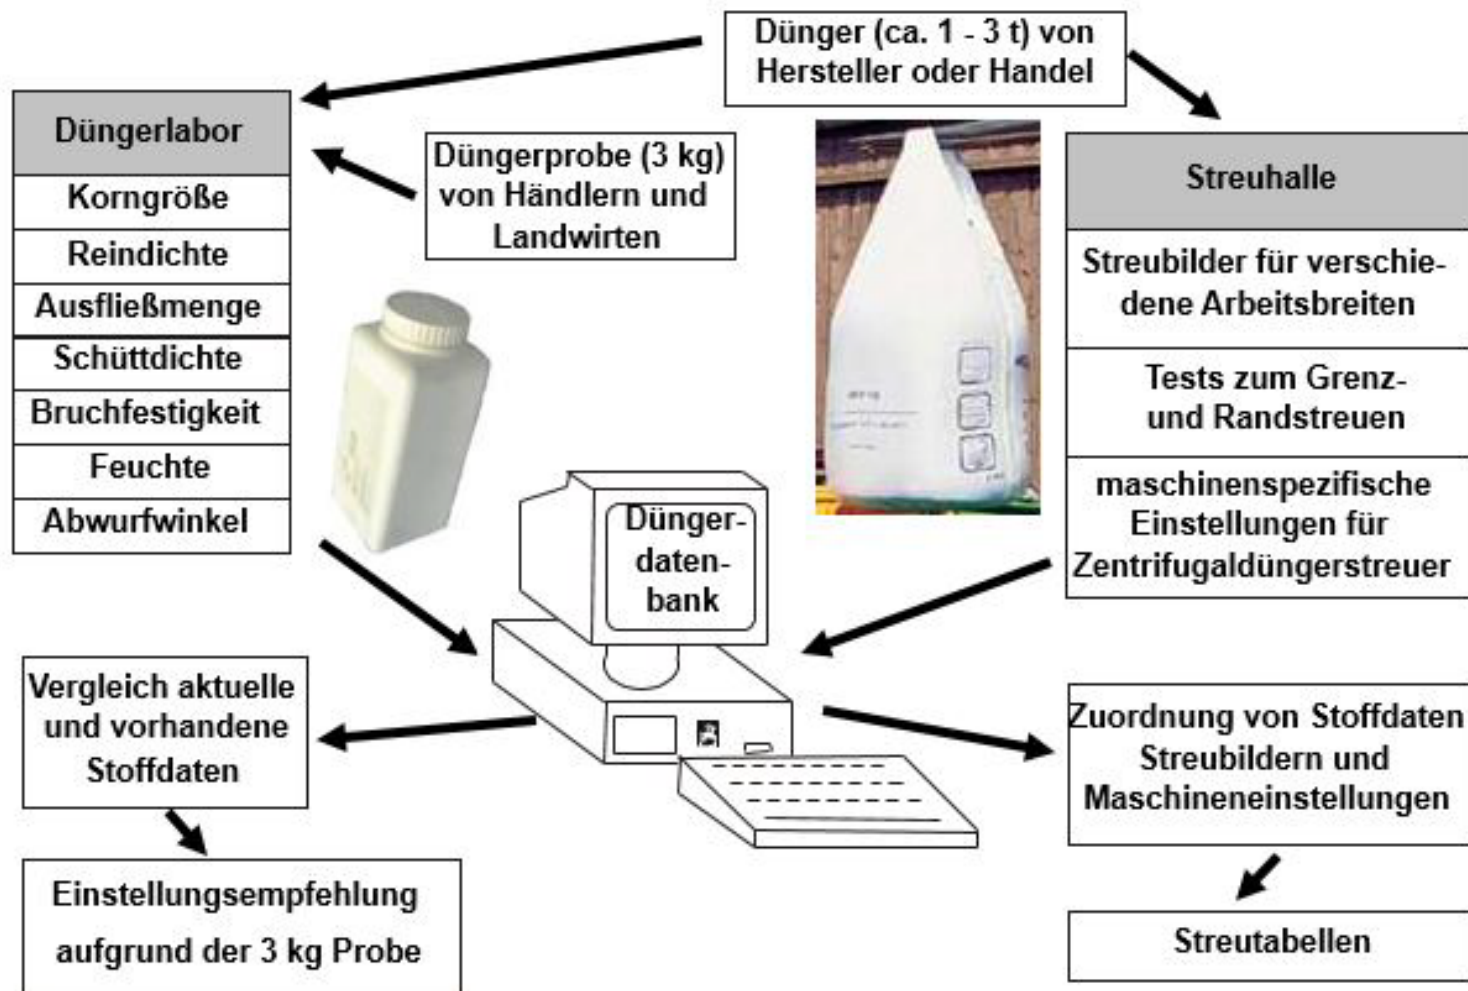 Dünger (ca. 1 - 3 t) von
Hersteller oder Handel
Düngerlabor
Korngröße
Reindichte
Ausfließmenge
Schüttdichte
Bruchfestigkeit
Feuchte
Abwurfwinkel
Düngerprobe (3 kg)
von Händlern und
Landwirten
Streuhalle
Streubilder für verschie-
dene Arbeitsbreiten
Tests zum Grenz-
und Randstreuen
maschinenspezifische
Einstellungen für
Zentrifugaldüngerstreuer
Dünger-
daten-
bank
Vergleich aktuelle
und vorhandene
Stoffdaten
Einstellungsempfehlung
aufgrund der 3 kg Probe
Zuordnung von Stoffdaten
Streubildern und
Maschineneinstellungen
Streutabellen